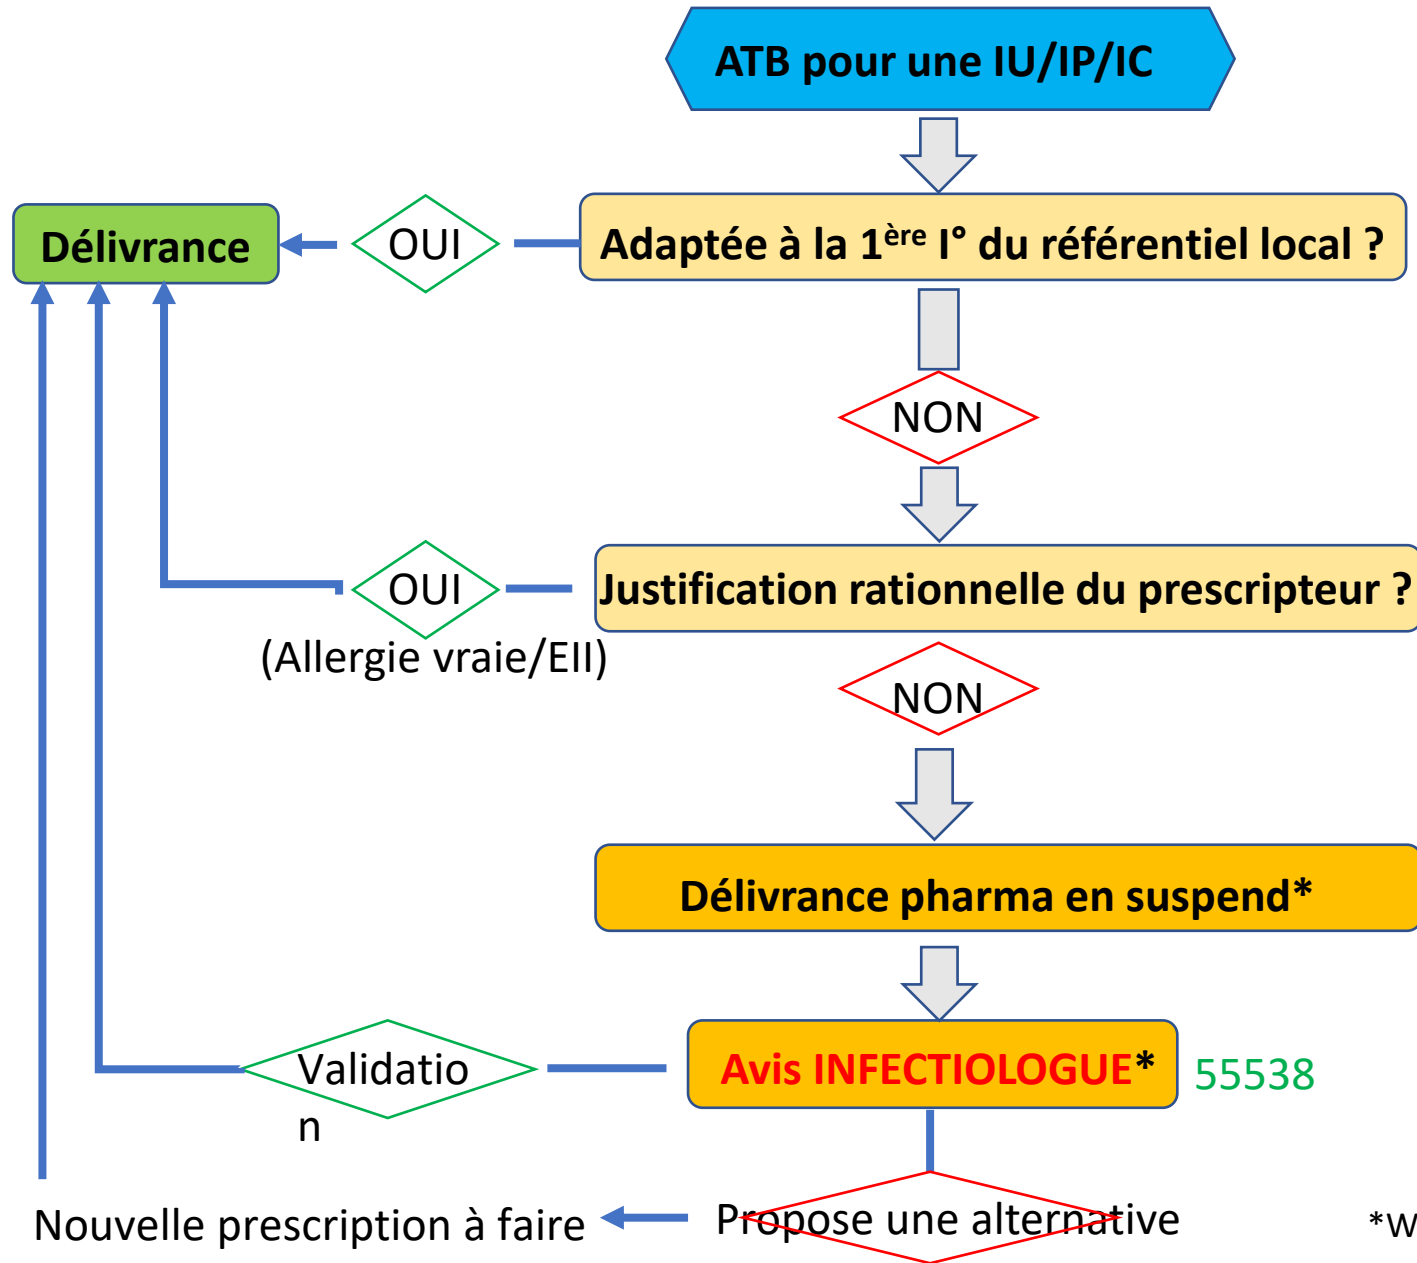 ATB pour une IU/IP/IC
Délivrance
OUI
Adaptée à la 1ère I° du référentiel local ?
NON
OUI
Justification rationnelle du prescripteur ?
(Allergie vraie/EII)
NON
Délivrance pharma en suspend*
Validatio
n
Avis INFECTIOLOGUE*
55538
Nouvelle prescription à faire
Propose une alternative
*W